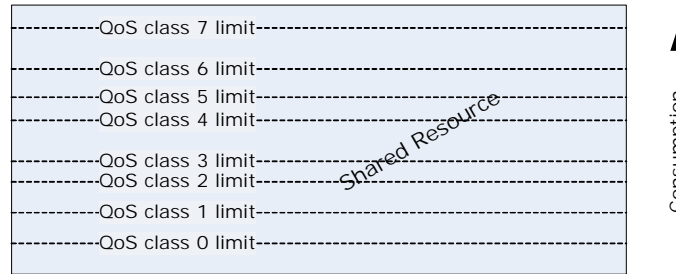 QoS class 7 limit
QoS class 6 limit
QoS class 5 limit
QoS class 4 limit
Shared Resource
QoS class 3 limit
QoS class 2 limit
QoS class 1 limit
QoS class 0 limit
Consumption